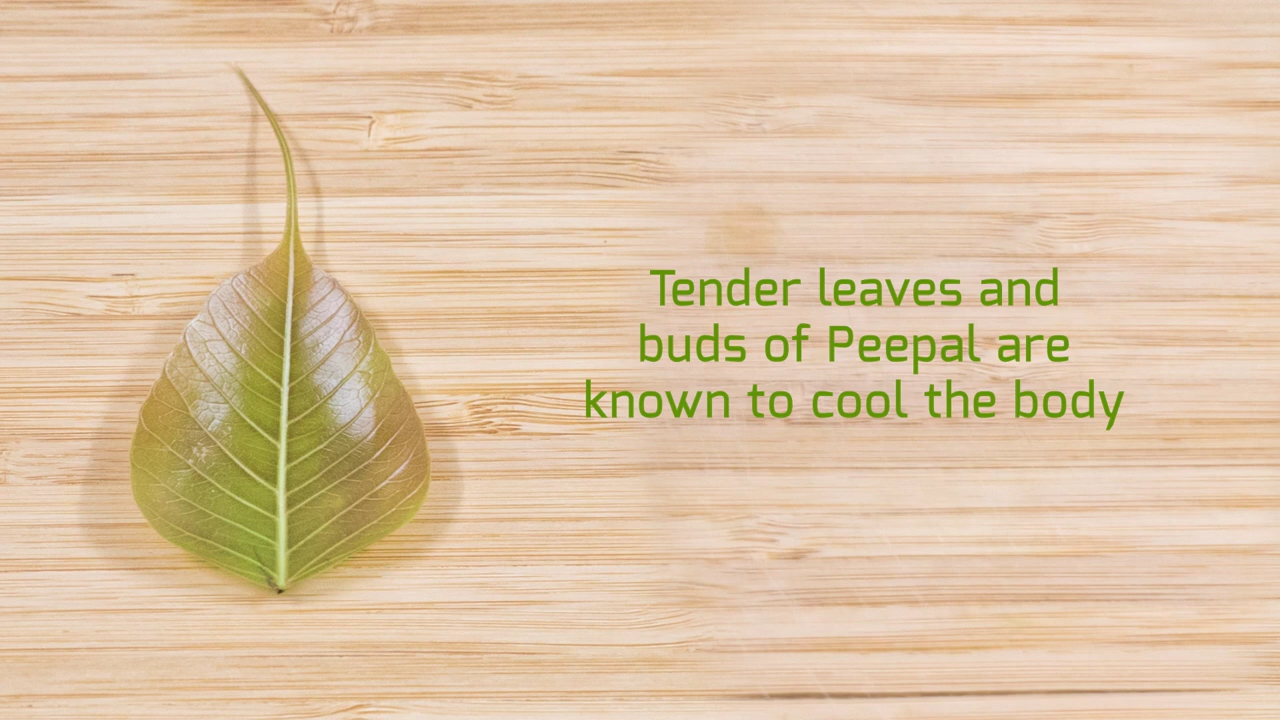 Tender leaves and
buds of Peepal are
known to cool the body